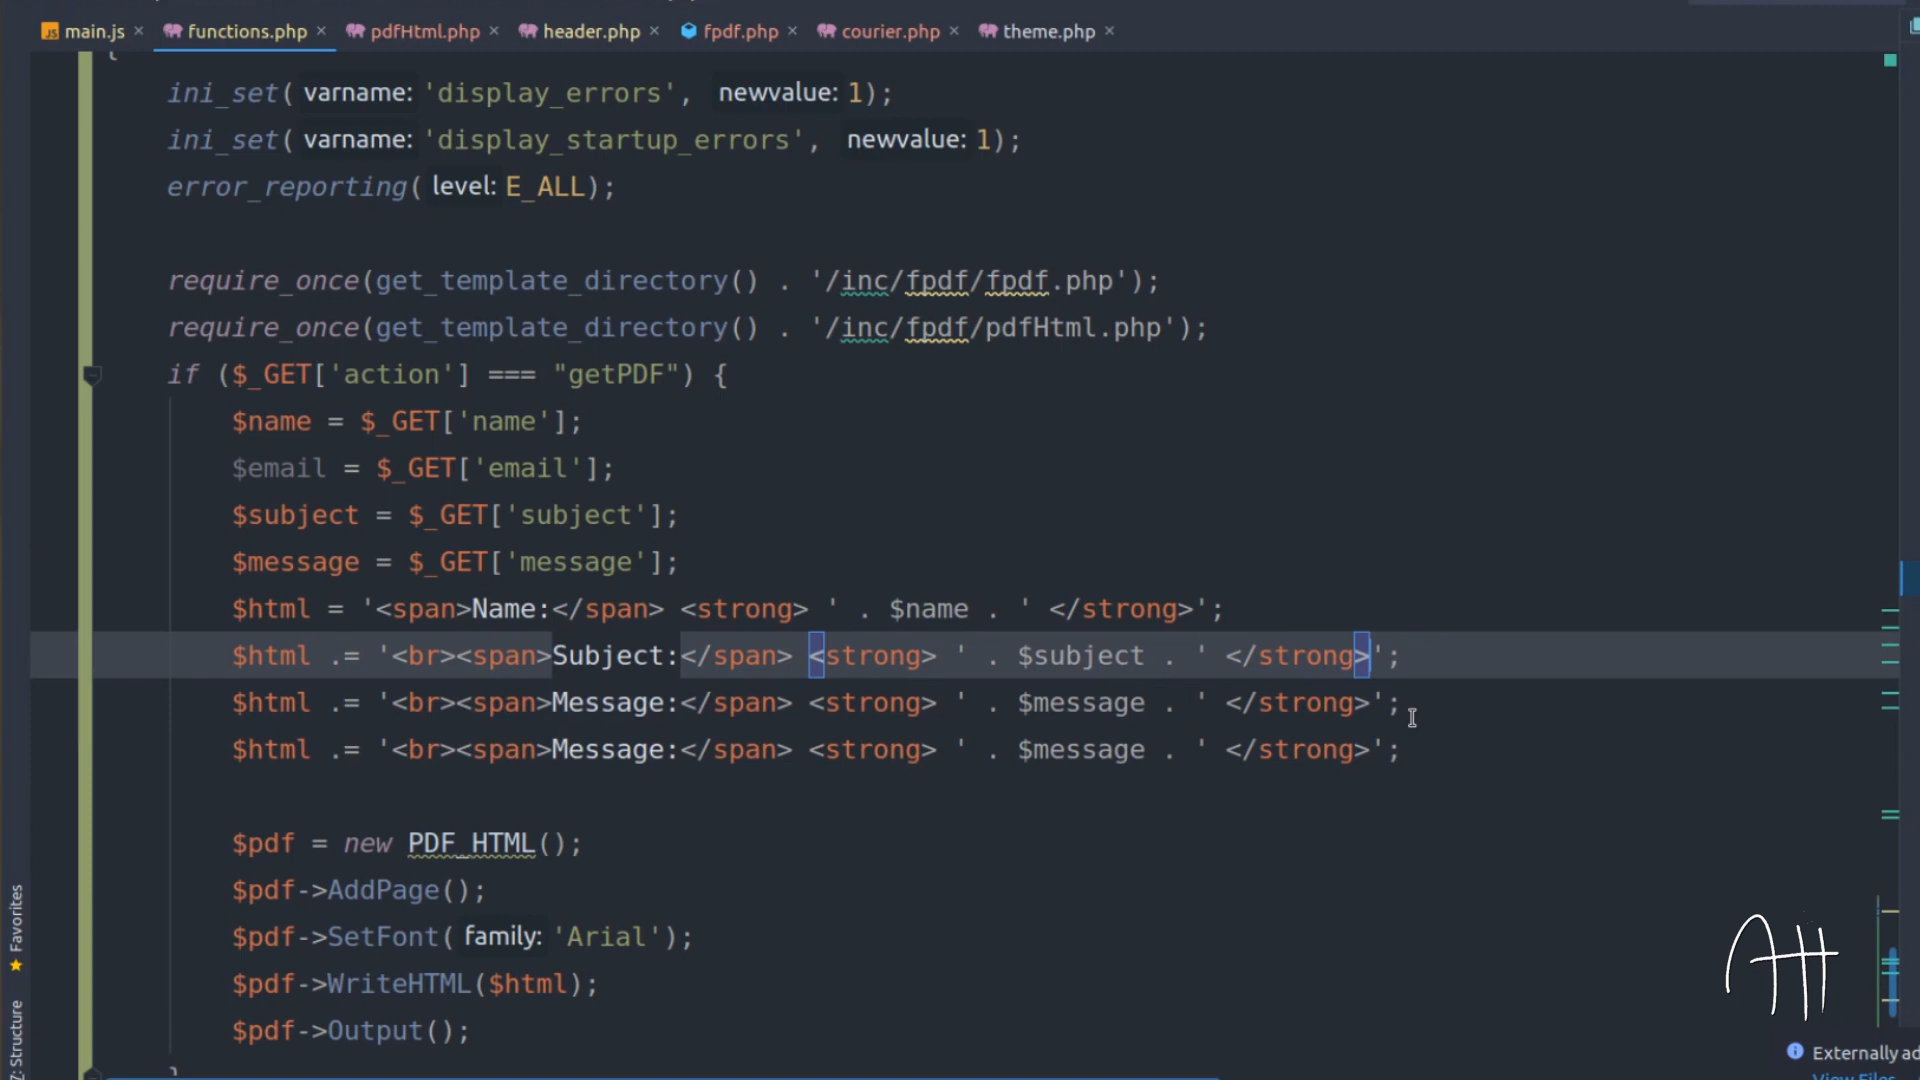 main.js functions.php pdfHtml.php header.php fpdf.php courier.php theme.php
{
ini_set( varname: 'display_errors', newvalue: 1);
ini_set( varname: 'display_startup_errors', newvalue: 1);
error_reporting( level: E_ALL);
require_once(get_template_directory() . '/inc/fpdf/fpdf.php');
require_once(get_template_directory() . '/inc/fpdf/pdfHtml.php');
if ($_GET['action'] === "getPDF") {
$name = $_GET['name'];
$email = $_GET['email'];
$subject = $_GET['subject'];
$message = $_GET['message'];
$html = '<span>Name:</span> <strong> ' . $name . ' </strong>';
$html .= '<br><span>Subject:</span> <strong> ' . $subject . ' </strong>';
$html .= '<br><span>Message:</span> <strong> ' . $message . ' </strong>';
$html .= '<br><span>Message:</span> <strong> ' . $message . ' </strong>';
$pdf = new PDF_HTML();
$pdf->AddPage();
$pdf->SetFont( family: 'Arial');
$pdf->WriteHTML($html);
$pdf->Output();
}
Favorites
7: Structure
Externally ad
View Files